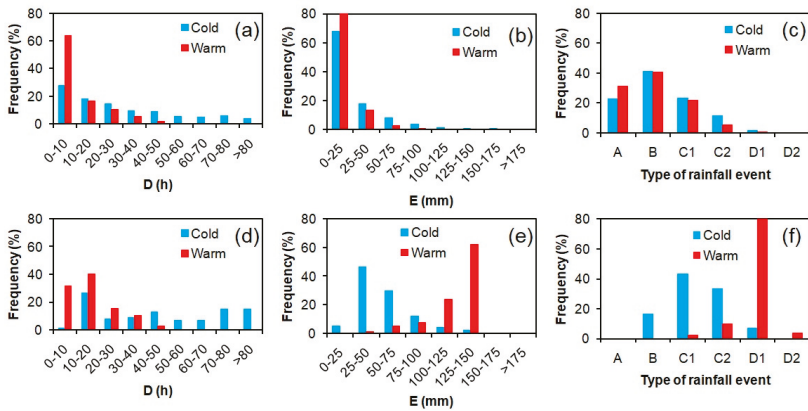 (a)
Cold
Warm
Frequency (%)
80
60
40
20
0
0-10
10-20
20-30
30-40
40-50
50-60
60-70
70-80
>80
D (h)
(b)
Cold
Warm
Frequency (%)
80
60
40
20
0
0-25
25-50
50-75
75-100
100-125
125-150
150-175
>175
E (mm)
(c)
Cold
Warm
Frequency (%)
80
60
40
20
0
A B C1 C2 D1 D2
Type of rainfall event
(d)
Cold
Warm
Frequency (%)
80
60
40
20
0
0-10
10-20
20-30
30-40
40-50
50-60
60-70
70-80
>80
D (h)
(e)
Cold
Warm
Frequency (%)
80
60
40
20
0
0-25
25-50
50-75
75-100
100-125
125-150
150-175
>175
E (mm)
(f)
Cold
Warm
Frequency (%)
80
60
40
20
0
A B C1 C2 D1 D2
Type of rainfall event